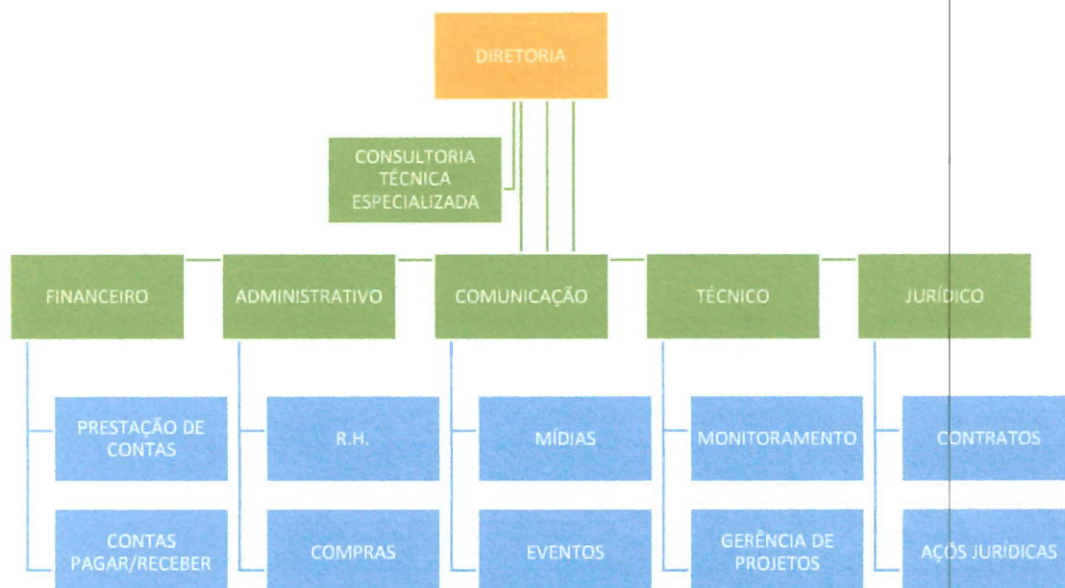 DIRETORIA
CONSULTORIA
TÉCNICA
ESPECIALIZADA
FINANCEIRO
ADMINISTRATIVO
COMUNICAÇÃO
TÉCNICO
JURÍDICO
PRESTAÇÃO DE
CONTAS
R.H.
MÍDIAS
MONITORAMENTO
CONTRATOS
CONTAS
PAGAR/RECEBER
COMPRAS
EVENTOS
GERÊNCIA DE
PROJETOS
AÇÕS JURÍDICAS